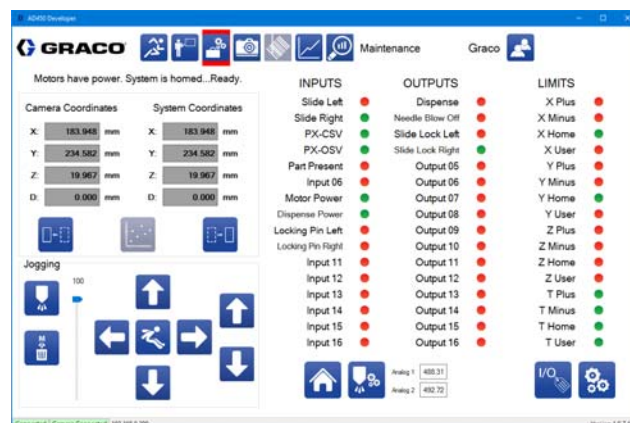 AD450 Developer
GRACO
Maintenance
Graco
Motors have power. System is homed...Ready.
Camera Coordinates
System Coordinates
X: 183.948 mm X: 183.948 mm
Y: 234.582 mm Y: 234.582 mm
Z: 19.967 mm Z: 19.967 mm
D: 0.000 mm D: 0.000 mm
Jogging
100
INPUTS
Slide Left
Slide Right
PX-CSV
PX-OSV
Part Present
Input 06
Motor Power
Dispense Power
Locking Pin Left
Locking Pin Right
Input 11
Input 12
Input 13
Input 14
Input 15
Input 16
OUTPUTS
Dispense
Needle Blow Off
Slide Lock Left
Slide Lock Right
Output 05
Output 06
Output 07
Output 08
Output 09
Output 10
Output 11
Output 12
Output 13
Output 14
Output 15
Output 16
LIMITS
X Plus
X Minus
X Home
X User
Y Plus
Y Minus
Y Home
Y User
Z Plus
Z Minus
Z Home
Z User
T Plus
T Minus
T Home
T User
Analog 1 488.31
Analog 2 492.72
I/O